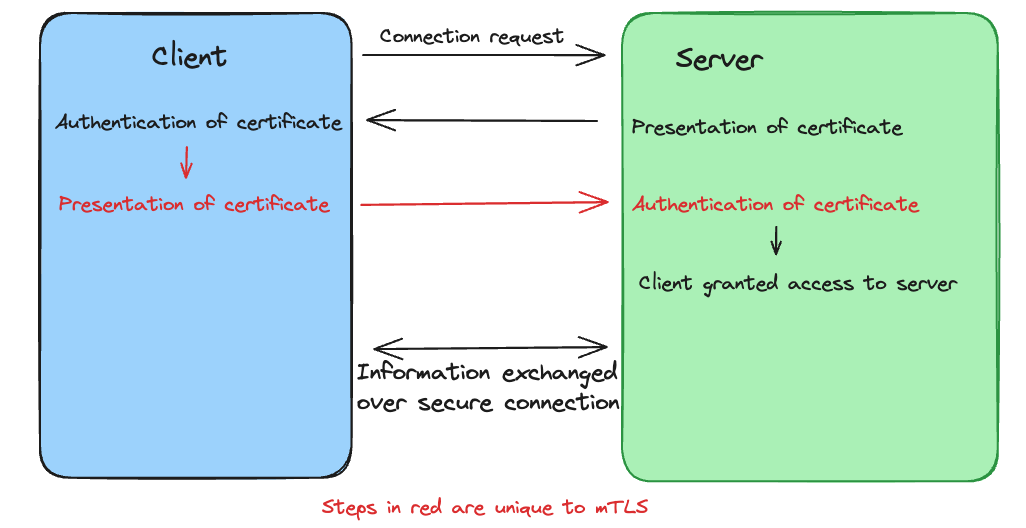 Client
Connection request
Server
Authentication of certificate
Presentation of certificate
Presentation of certificate
Authentication of certificate
Client granted access to server
Information exchanged
over secure connection
Steps in red are unique to mTLS